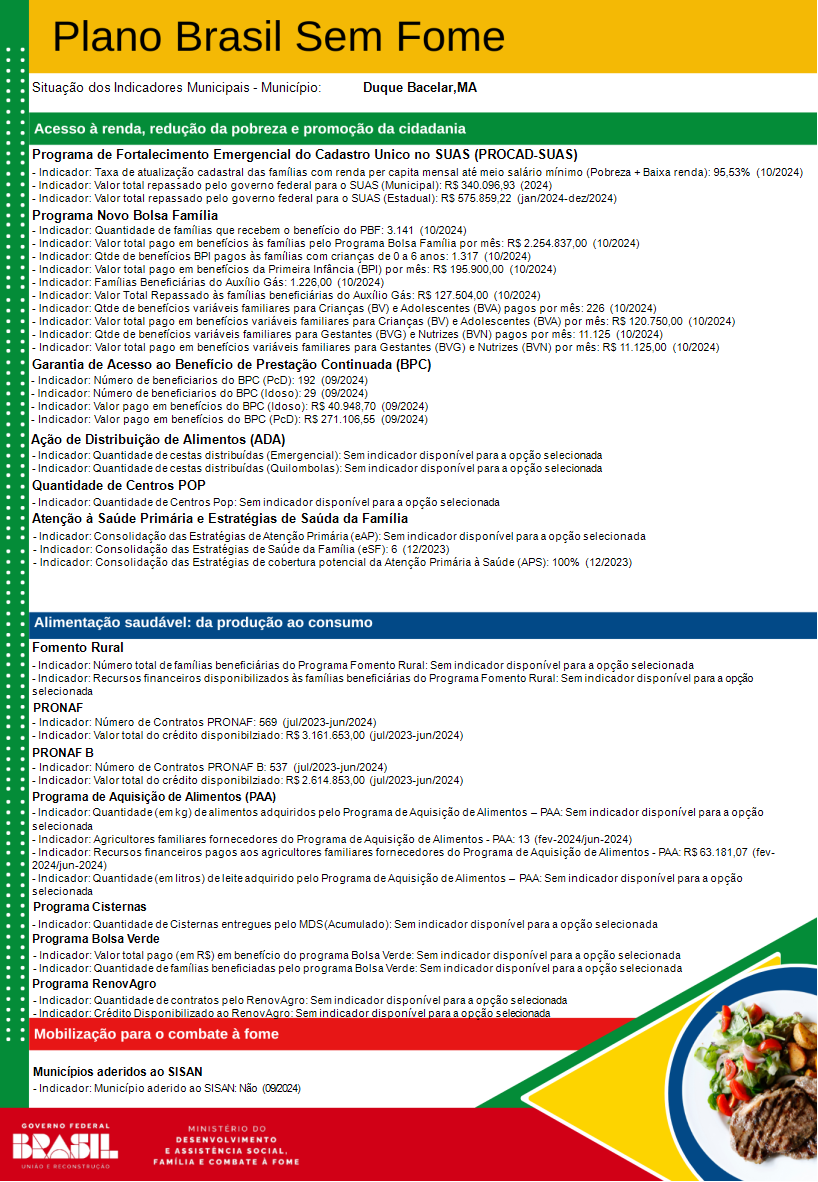 Plano Brasil Sem Fome
Situação dos Indicadores Municipais - Município: Duque Bacelar,MA
Acesso à renda, redução da pobreza e promoção da cidadania
Programa de Fortalecimento Emergencial do Cadastro Unico no SUAS (PROCAD-SUAS)
- Indicador: Taxa de atualização cadastral das famílias com renda per capita mensal até meio salário mínimo (Pobreza + Baixa renda): 95,53% (10/2024)
- Indicador: Valor total repassado pelo governo federal para o SUAS (Municipal): R$ 340.096,93 (2024)
- Indicador: Valor total repassado pelo governo federal para o SUAS (Estadual): R$ 575.859,22 (jan/2024-dez/2024)
Programa Novo Bolsa Família
- Indicador: Quantidade de famílias que recebem o benefício do PBF: 3.141 (10/2024)
- Indicador: Valor total pago em benefícios às famílias pelo Programa Bolsa Família por mês: R$ 2.254.837,00 (10/2024)
- Indicador: Qtde de benefícios BPI pagos às famílias com crianças de 0 a 6 anos: 1.317 (10/2024)
- Indicador: Valor total pago em benefícios da Primeira Infância (BPI) por mês: R$ 195.900,00 (10/2024)
- Indicador: Famílias Beneficiárias do Auxílio Gás: 1.226,00 (10/2024)
- Indicador: Valor Total Repassado às famílias beneficiárias do Auxílio Gás: R$ 127.504,00 (10/2024)
- Indicador: Qtde de benefícios variáveis familiares para Crianças (BV) e Adolescentes (BVA) pagos por mês: 226 (10/2024)
- Indicador: Valor total pago em benefícios variáveis familiares para Crianças (BV) e Adolescentes (BVA) por mês: R$ 120.750,00 (10/2024)
- Indicador: Qtde de benefícios variáveis familiares para Gestantes (BVG) e Nutrizes (BVN) pagos por mês: 11.125 (10/2024)
- Indicador: Valor total pago em benefícios variáveis familiares para Gestantes (BVG) e Nutrizes (BVN) por mês: R$ 11.125,00 (10/2024)
Garantia de Acesso ao Benefício de Prestação Continuada (BPC)
- Indicador: Número de beneficiarios do BPC (PcD): 192 (09/2024)
- Indicador: Número de beneficiarios do BPC (Idoso): 29 (09/2024)
- Indicador: Valor pago em benefícios do BPC (Idoso): R$ 40.948,70 (09/2024)
- Indicador: Valor pago em benefícios do BPC (PcD): R$ 271.106,55 (09/2024)
Ação de Distribuição de Alimentos (ADA)
- Indicador: Quantidade de cestas distribuídas (Emergencial): Sem indicador disponível para a opção selecionada
- Indicador: Quantidade de cestas distribuídas (Quilombolas): Sem indicador disponível para a opção selecionada
Quantidade de Centros POP
- Indicador: Quantidade de Centros Pop: Sem indicador disponível para a opção selecionada
Atenção à Saúde Primária e Estratégias de Saúda da Família
- Indicador: Consolidação das Estratégias de Atenção Primária (eAP): Sem indicador disponível para a opção selecionada
- Indicador: Consolidação das Estratégias de Saúde da Família (eSF): 6 (12/2023)
- Indicador: Consolidação das Estratégias de cobertura potencial da Atenção Primária à Saúde (APS): 100% (12/2023)
Alimentação saudável: da produção ao consumo
Fomento Rural
- Indicador: Número total de famílias beneficiárias do Programa Fomento Rural: Sem indicador disponível para a opção selecionada
- Indicador: Recursos financeiros disponibilizados às famílias beneficiárias do Programa Fomento Rural: Sem indicador disponível para a opção
selecionada
PRONAF
- Indicador: Número de Contratos PRONAF: 569 (jul/2023-jun/2024)
- Indicador: Valor total do crédito disponibilziado: R$ 3.161.653,00 (jul/2023-jun/2024)
PRONAF B
- Indicador: Número de Contratos PRONAF B: 537 (jul/2023-jun/2024)
- Indicador: Valor total do crédito disponibilziado: R$ 2.614.853,00 (jul/2023-jun/2024)
Programa de Aquisição de Alimentos (PAA)
- Indicador: Quantidade (em kg) de alimentos adquiridos pelo Programa de Aquisição de Alimentos – PAA: Sem indicador disponível para a opção
selecionada
- Indicador: Agricultores familiares fornecedores do Programa de Aquisição de Alimentos - PAA: 13 (fev-2024/jun-2024)
- Indicador: Recursos financeiros pagos aos agricultores familiares fornecedores do Programa de Aquisição de Alimentos - PAA: R$ 63.181,07 (fev-
2024/jun-2024)
- Indicador: Quantidade (em litros) de leite adquirido pelo Programa de Aquisição de Alimentos – PAA: Sem indicador disponível para a opção
selecionada
Programa Cisternas
- Indicador: Quantidade de Cisternas entregues pelo MDS(Acumulado): Sem indicador disponível para a opção selecionada
Programa Bolsa Verde
- Indicador: Valor total pago (em R$) em benefício do programa Bolsa Verde: Sem indicador disponível para a opção selecionada
- Indicador: Quantidade de famílias beneficiadas pelo programa Bolsa Verde: Sem indicador disponível para a opção selecionada
Programa RenovAgro
- Indicador: Quantidade de contratos pelo RenovAgro: Sem indicador disponível para a opção selecionada
- Indicador: Crédito Disponibilizado ao RenovAgro: Sem indicador disponível para a opção selecionada
Mobilização para o combate à fome
Municípios aderidos ao SISAN
- Indicador: Município aderido ao SISAN: Não (09/2024)
GOVERNO FEDERAL
BRASIL
UNIÃO E RECONSTRUÇÃO
MINISTÉRIO DO
DESENVOLVIMENTO
E ASSISTÊNCIA SOCIAL,
FAMÍLIA E COMBATE À FOME